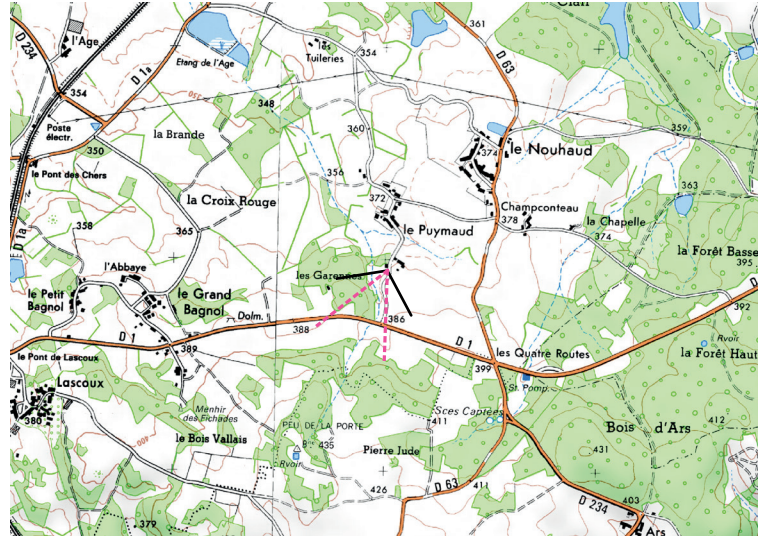 D 234
l'Age
Etang de l'Age
les
Tuileries
354
361
D 63
D 1a
354
Poste
électr.
350
348
350
la Brande
360
374
le Nouhaud
359
le Pont des Chers
356
363
la Croix Rouge
372
Champconteau
378
la Chapelle
374
358
365
D 1a
le Puymaud
la Forêt Basse
395
l'Abbaye
les Garennes
le Petit
Bagnol
le Grand
Bagnol
392
D 1
Dolm.
388
386
D 1
Rvoir
389
les Quatre Routes
399
la Forêt Haut
le Pont de Lascoux
Lascoux
St. Pomp.
380
Menhir
des Fichades
411
Sces Captées
412
PEU DE LA PORTE
Bne 435
Bois d'Ars
le Bois Vallais
Rvoir
Pierre Jude
431
400
426
D 63
411
379
D 234
403
Ars